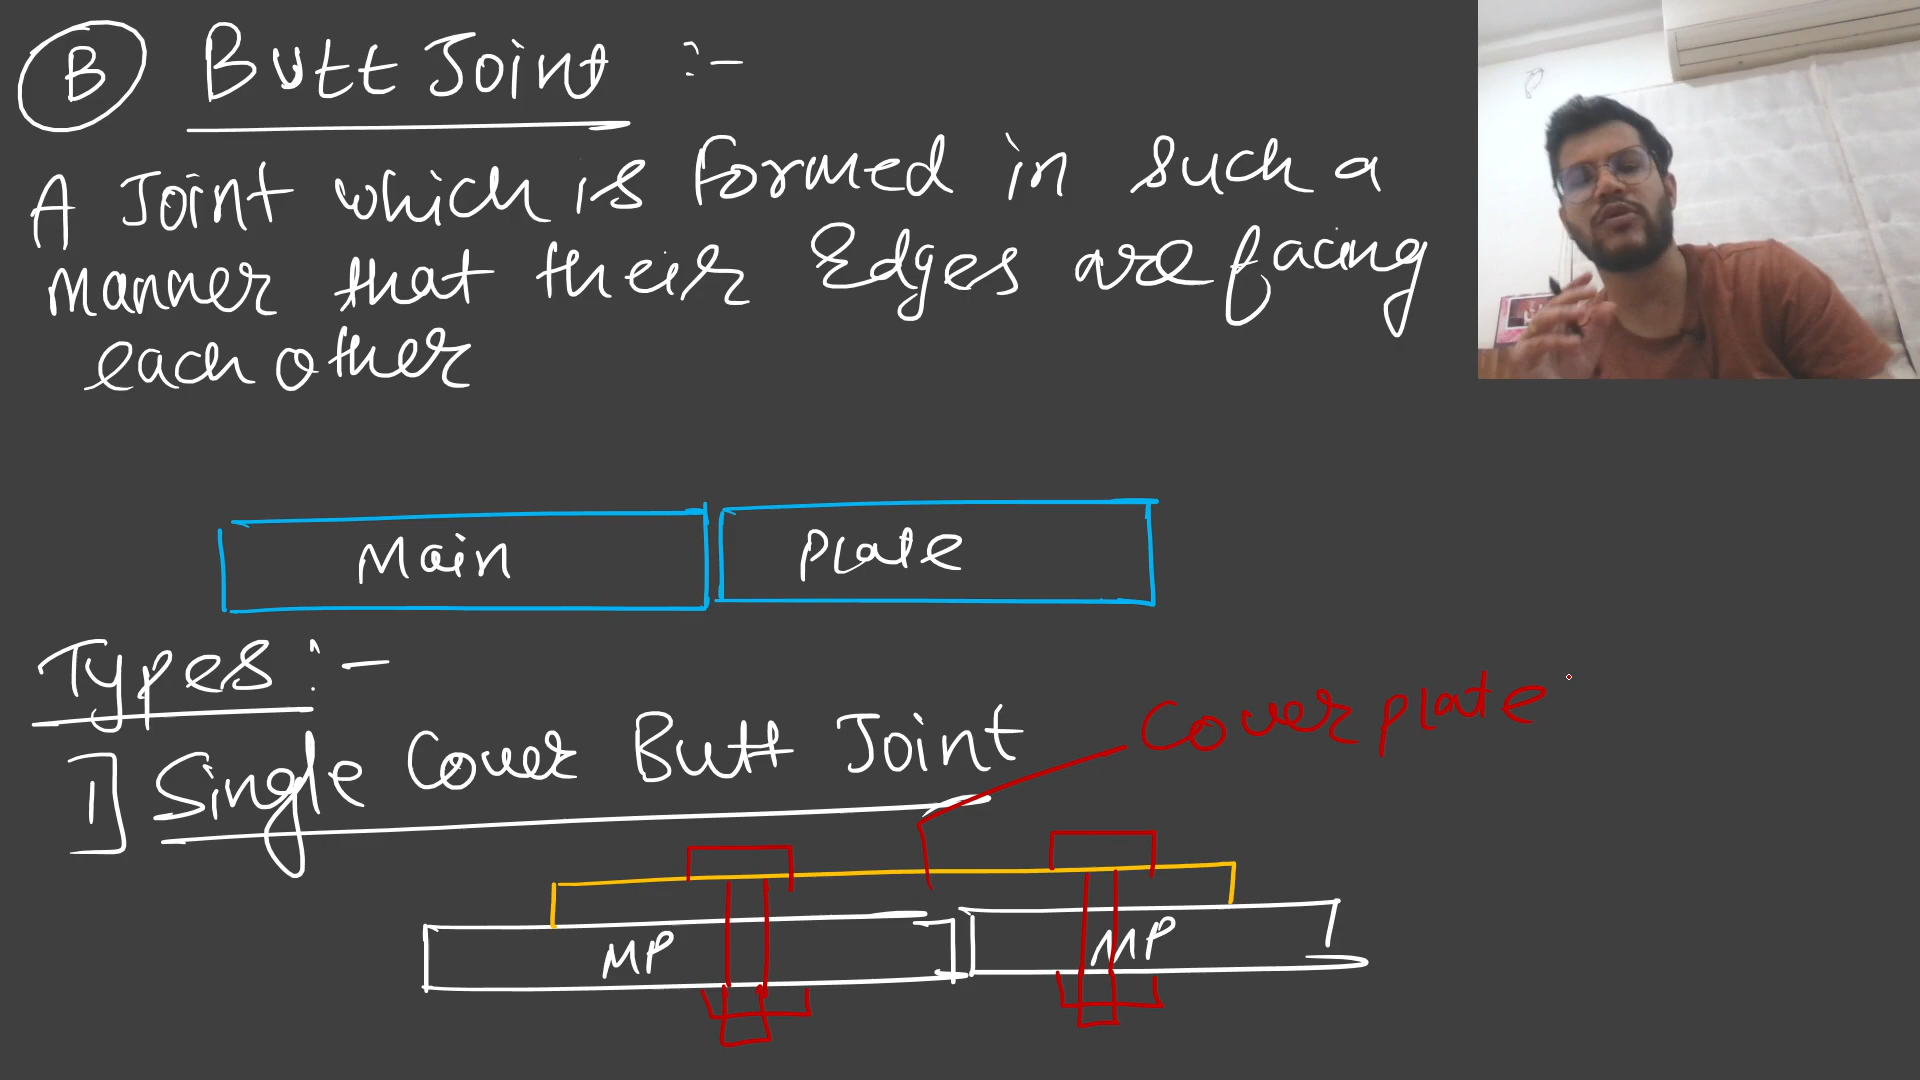 B Butt Joint :-
A Joint which is formed in such a
manner that their Edges are facing
each other
Main Plate
Types :-
1] Single Cover Butt Joint
Cover plate
MP MP